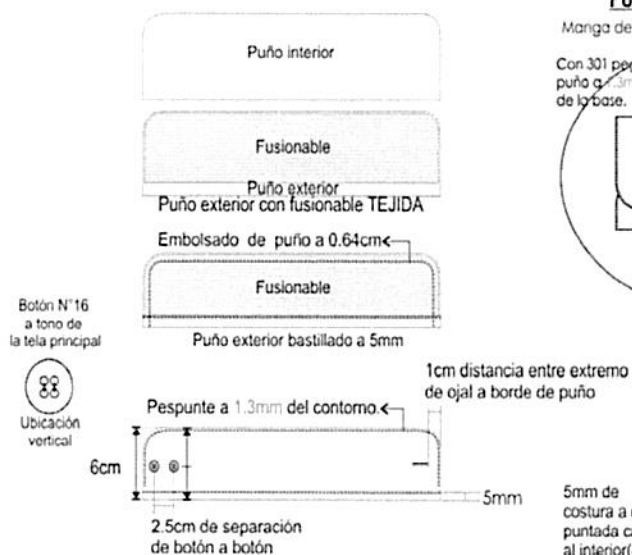 Puño interior
Manga de
Con 301
puño a 1.3m
de la base.
Fusionable
Puño exterior
Puño exterior con fusionable TEJIDA
Embolsado de puño a 0.64cm
Fusionable
Puño exterior bastillado a 5mm
Botón N°16
a tono de
la tela principal
Ubicación
vertical
1cm distancia entre extremo
de ojal a borde de puño
Pespunte a 1.3mm del contorno.
6cm
5mm
2.5cm de separación
de botón a botón
5mm de
costura a
puntada
al interior(